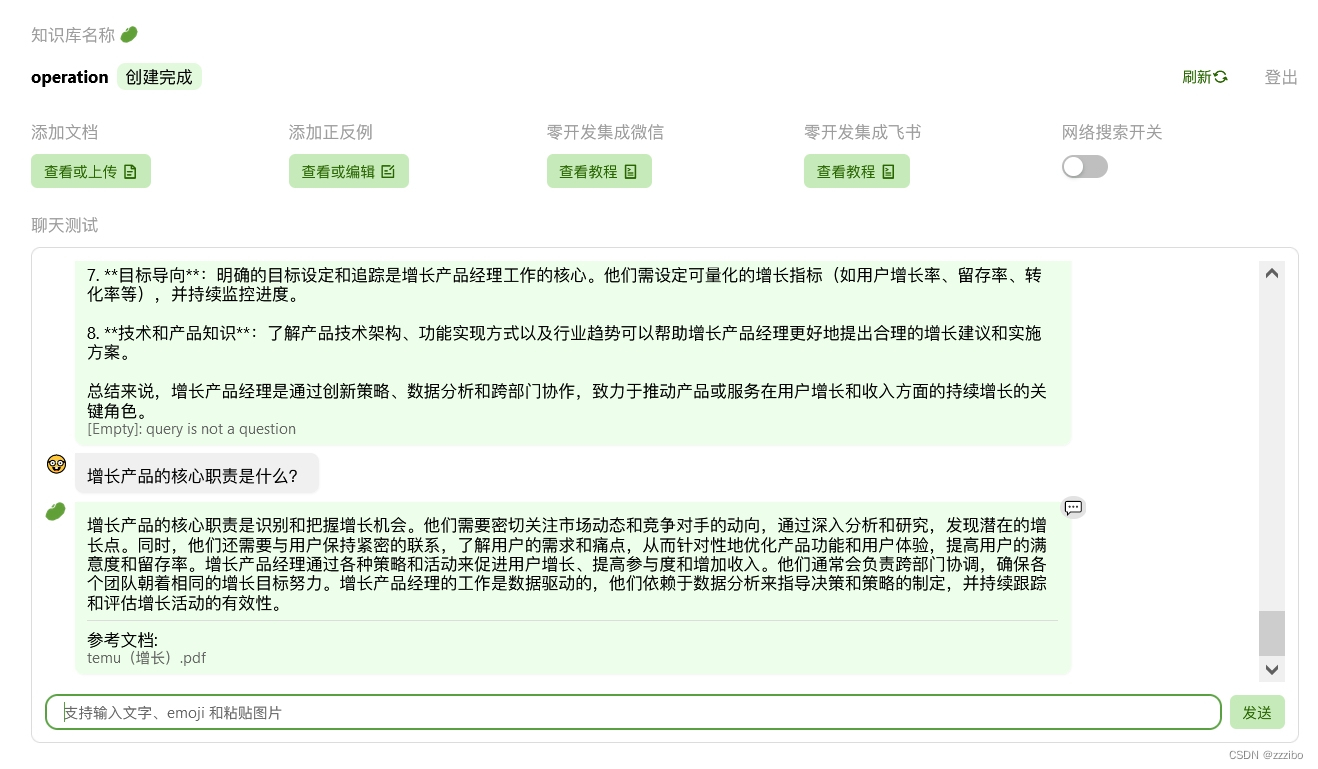 知识库名称
operation 创建完成 刷新 登出
添加文档 添加正反例 零开发集成微信 零开发集成飞书 网络搜索开关
查看或上传 查看或编辑 查看教程 查看教程
聊天测试
7. **目标导向**：明确的目标设定和追踪是增长产品经理工作的核心。他们需设定可量化的增长指标（如用户增长率、留存率、转
化率等），并持续监控进度。
8. **技术和产品知识**：了解产品技术架构、功能实现方式以及行业趋势可以帮助增长产品经理更好地提出合理的增长建议和实施
方案。
总结来说，增长产品经理是通过创新策略、数据分析和跨部门协作，致力于推动产品或服务在用户增长和收入方面的持续增长的关
键角色。
[Empty]: query is not a question
增长产品的核心职责是什么？
增长产品的核心职责是识别和把握增长机会。他们需要密切关注市场动态和竞争对手的动向，通过深入分析和研究，发现潜在的增
长点。同时，他们还需要与用户保持紧密的联系，了解用户的需求和痛点，从而针对性地优化产品功能和用户体验，提高用户的满
意度和留存率。增长产品经理通过各种策略和活动来促进用户增长、提高参与度和增加收入。他们通常会负责跨部门协调，确保各
个团队朝着相同的增长目标努力。增长产品经理的工作是数据驱动的，他们依赖于数据分析来指导决策和策略的制定，并持续跟踪
和评估增长活动的有效性。
参考文档:
temu（增长）.pdf
支持输入文字、emoji 和粘贴图片 发送
CSDN @zzzibo